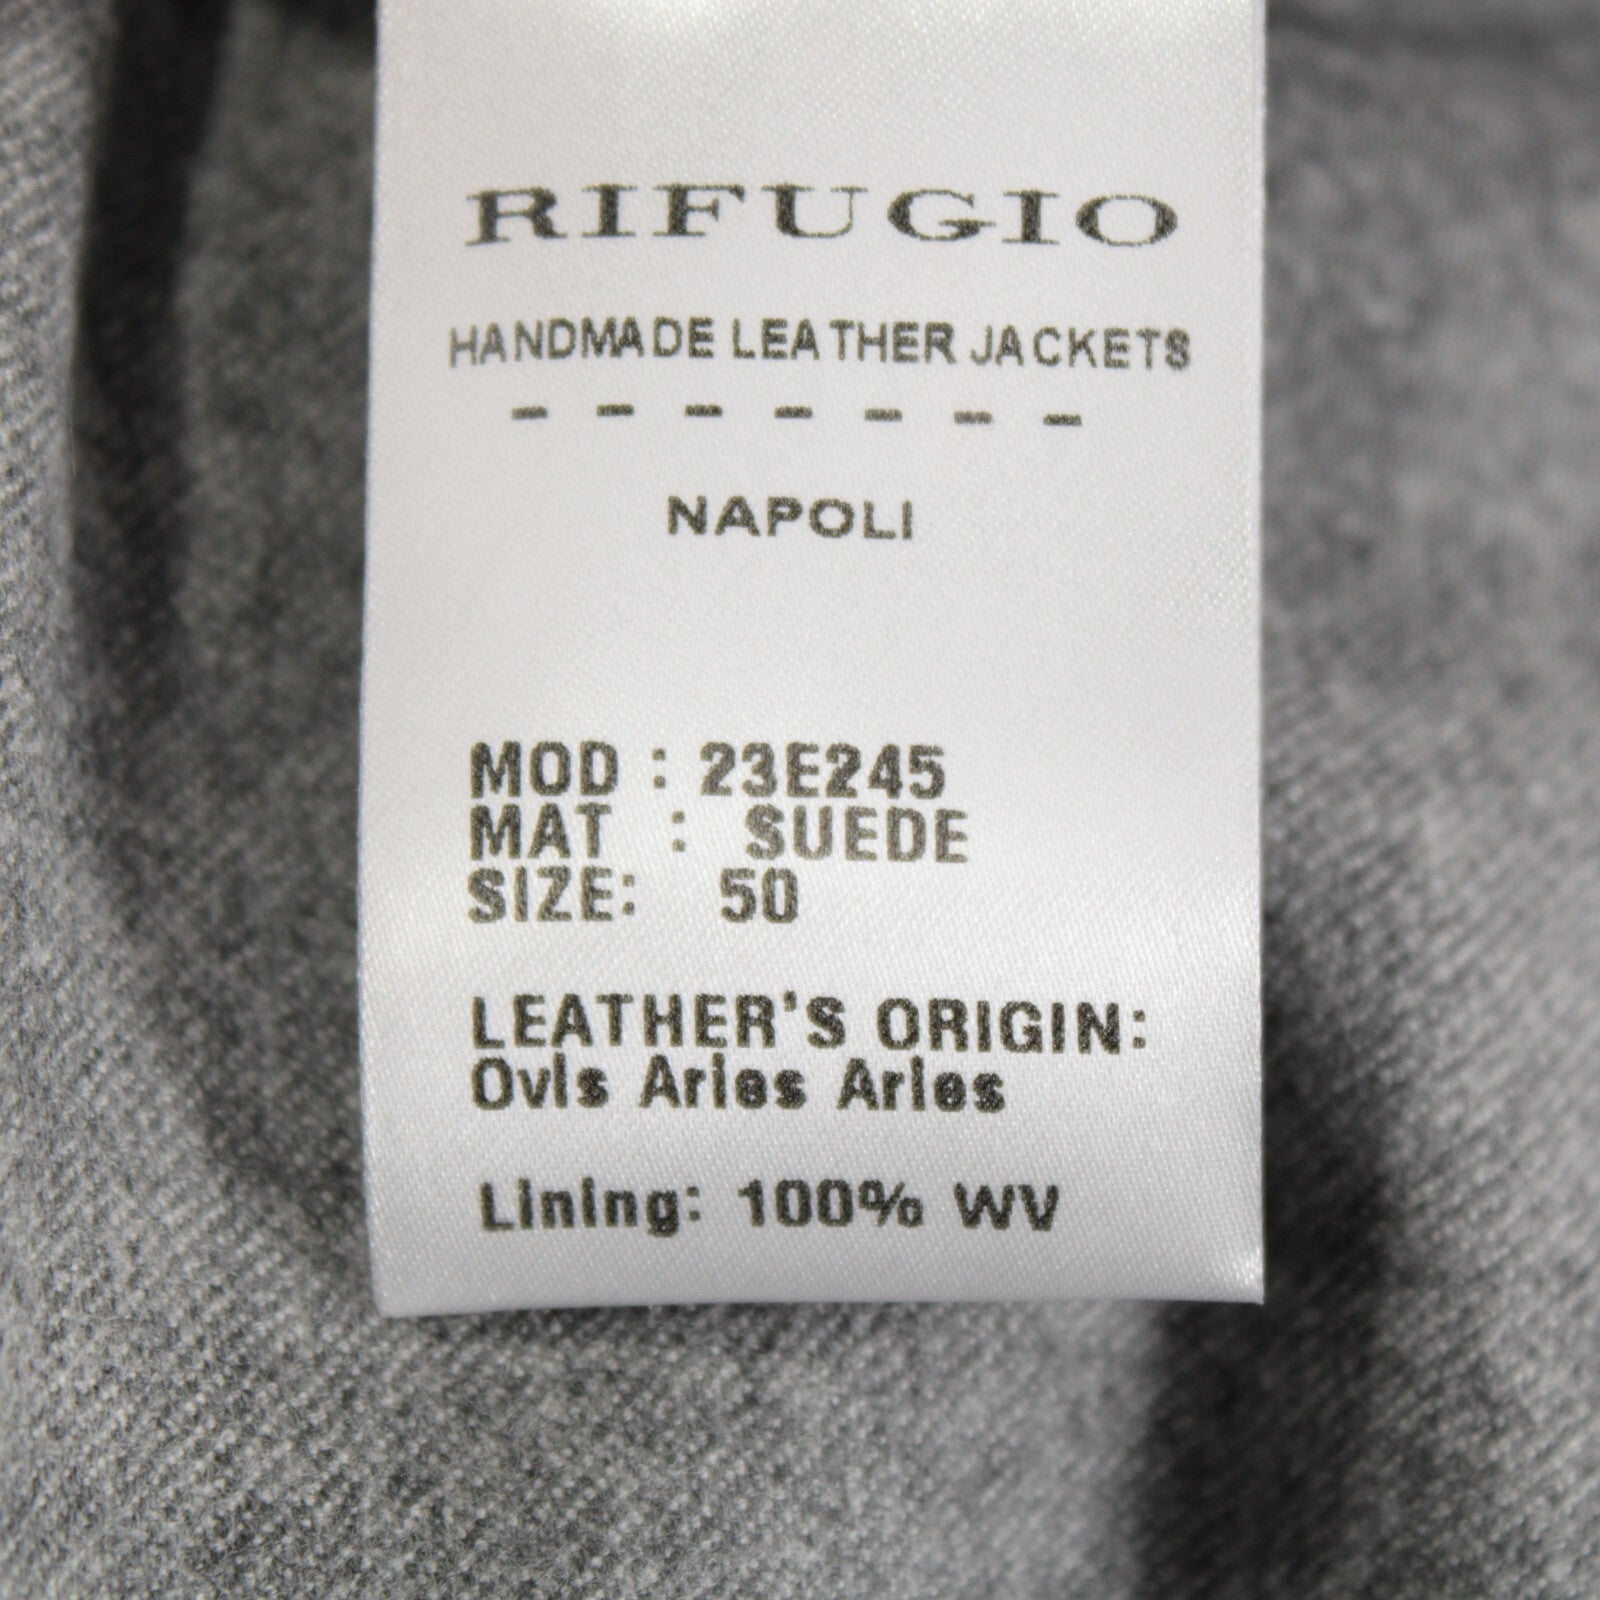 RIFUGIO
HANDMADE LEATHER JACKETS
- - - - - - -
NAPOLI
MOD : 23E245
MAT : SUEDE
SIZE: 50
LEATHER'S ORIGIN:
Ovis Aries Aries
Lining: 100% WV